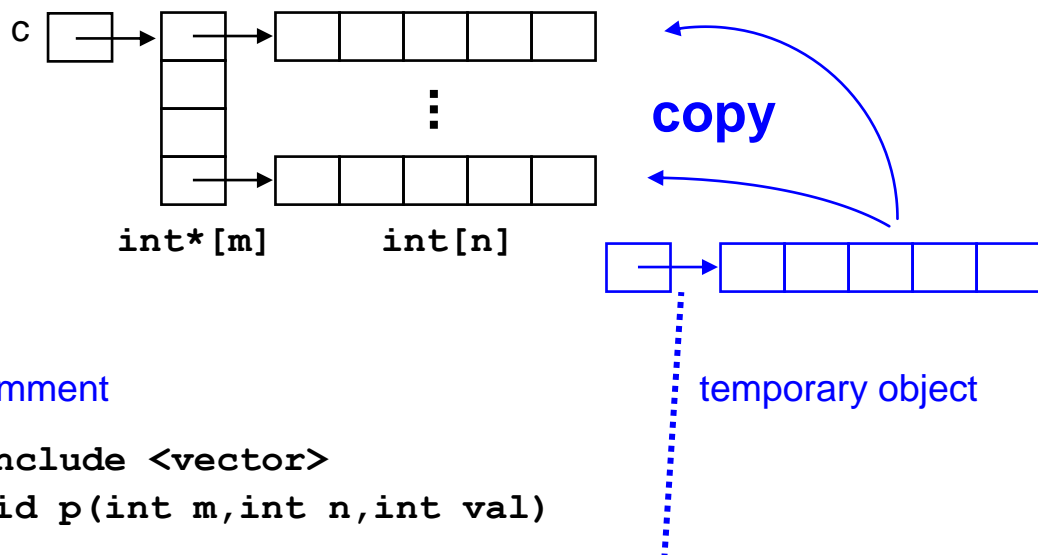 c
copy
int*[m] int[n]
mment temporary object
nclude <vector>
id p(int m,int n,int val)